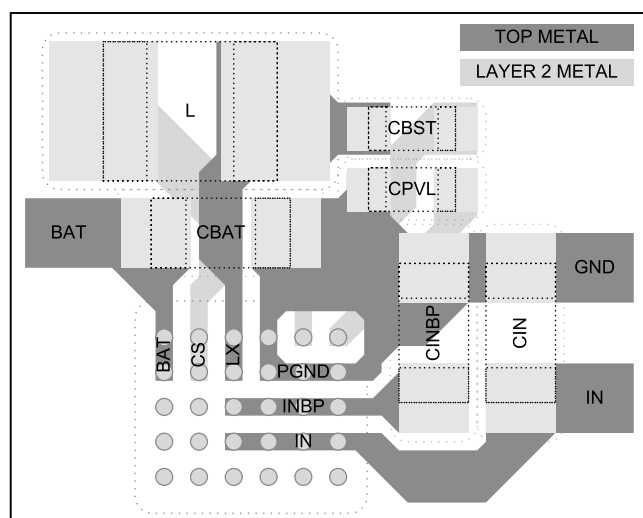 TOP METAL
LAYER 2 METAL
L
CBST
CPVL
BAT
CBAT
GND
BAT
CS
LX
PGND
CINBP
CIN
INBP
IN
IN